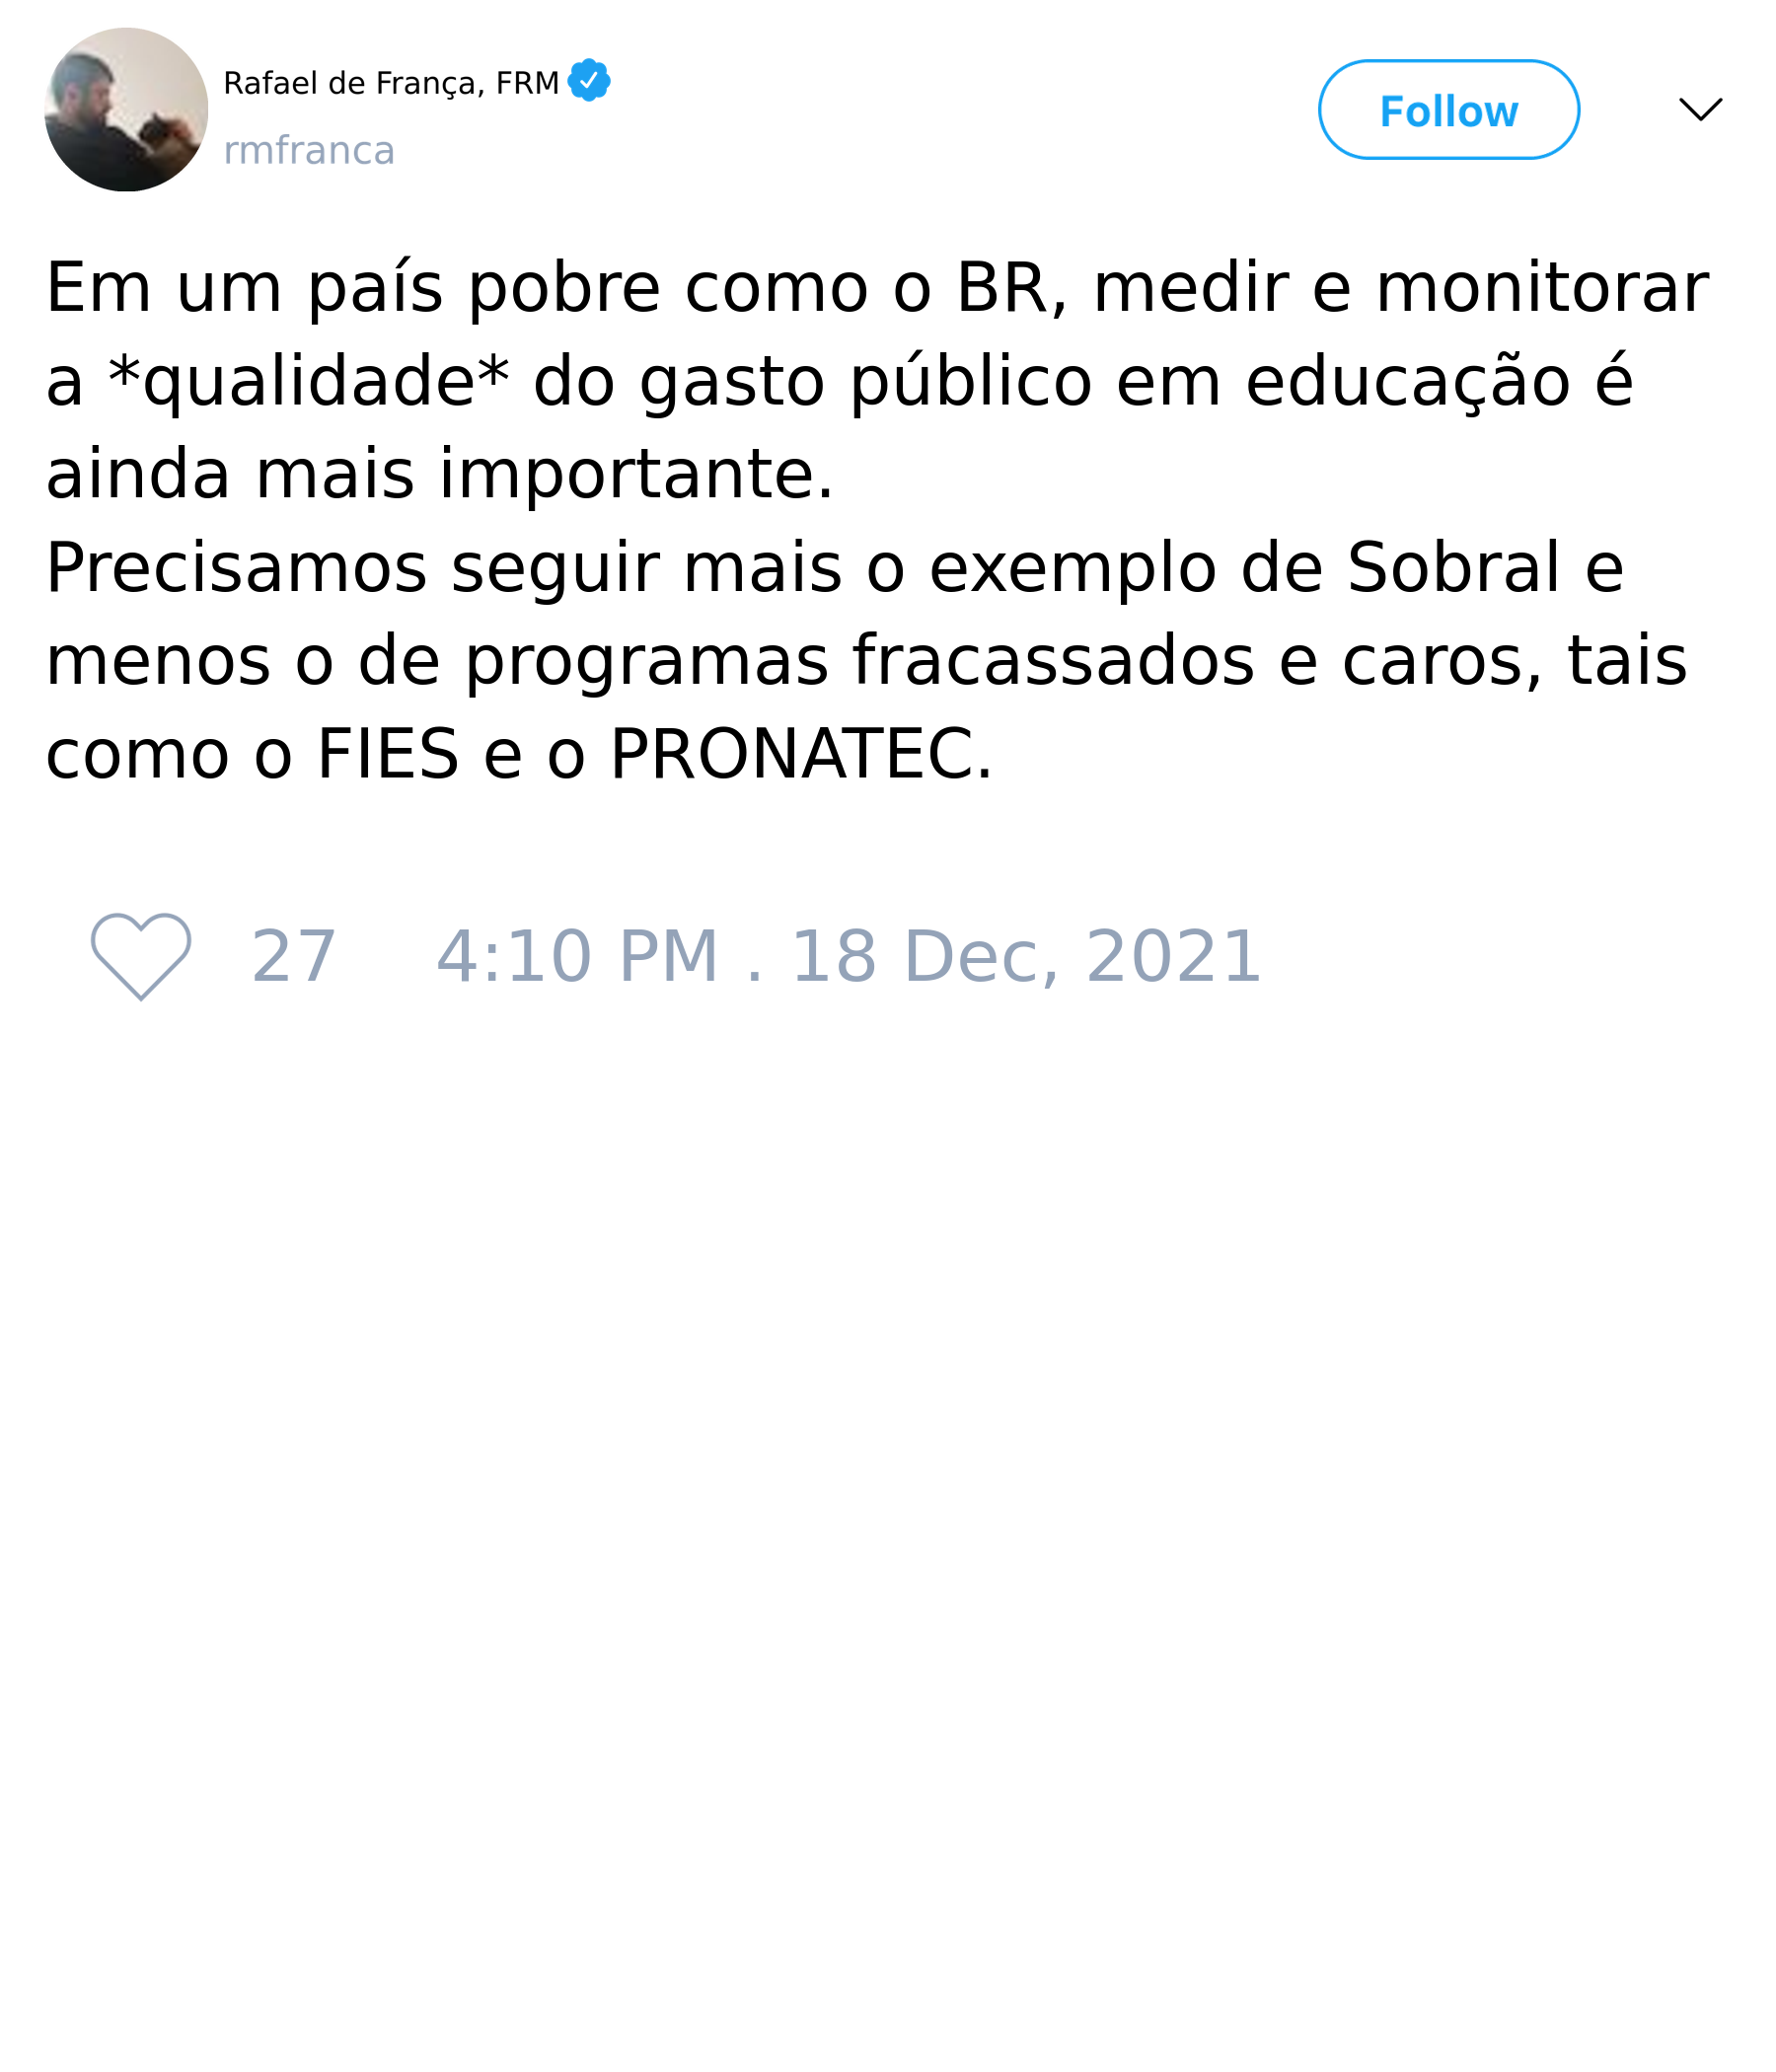 Rafael de França, FRM
rmfranca
Follow
Em um país pobre como o BR, medir e monitorar
a *qualidade* do gasto público em educação é
ainda mais importante.
Precisamos seguir mais o exemplo de Sobral e
menos o de programas fracassados e caros, tais
como o FIES e o PRONATEC.
27 4:10 PM . 18 Dec, 2021